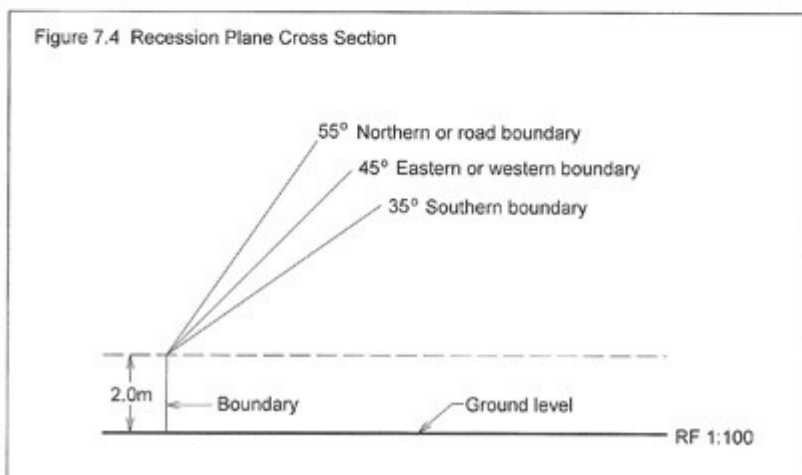 Figure 7.4 Recession Plane Cross Section
55° Northern or road boundary
45° Eastern or western boundary
35° Southern boundary
2.0m
Boundary
Ground level
RF 1:100